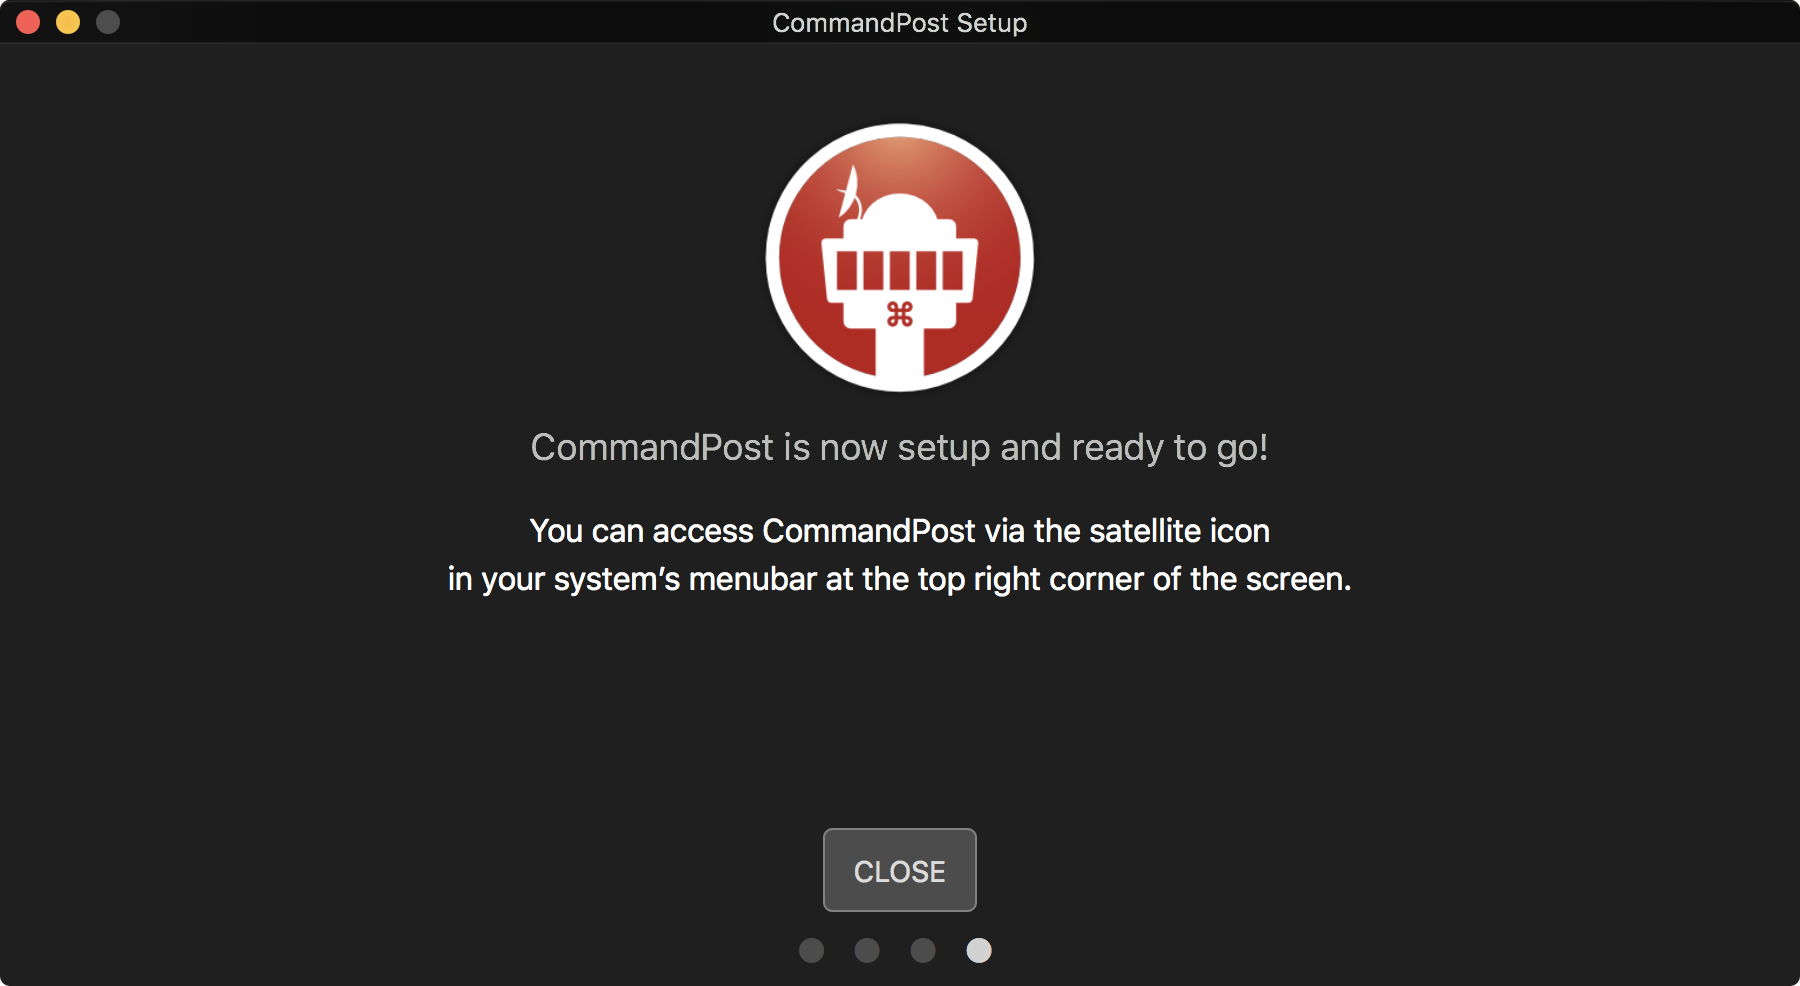 CommandPost Setup
⌘
CommandPost is now setup and ready to go!
You can access CommandPost via the satellite icon
in your system’s menubar at the top right corner of the screen.
CLOSE